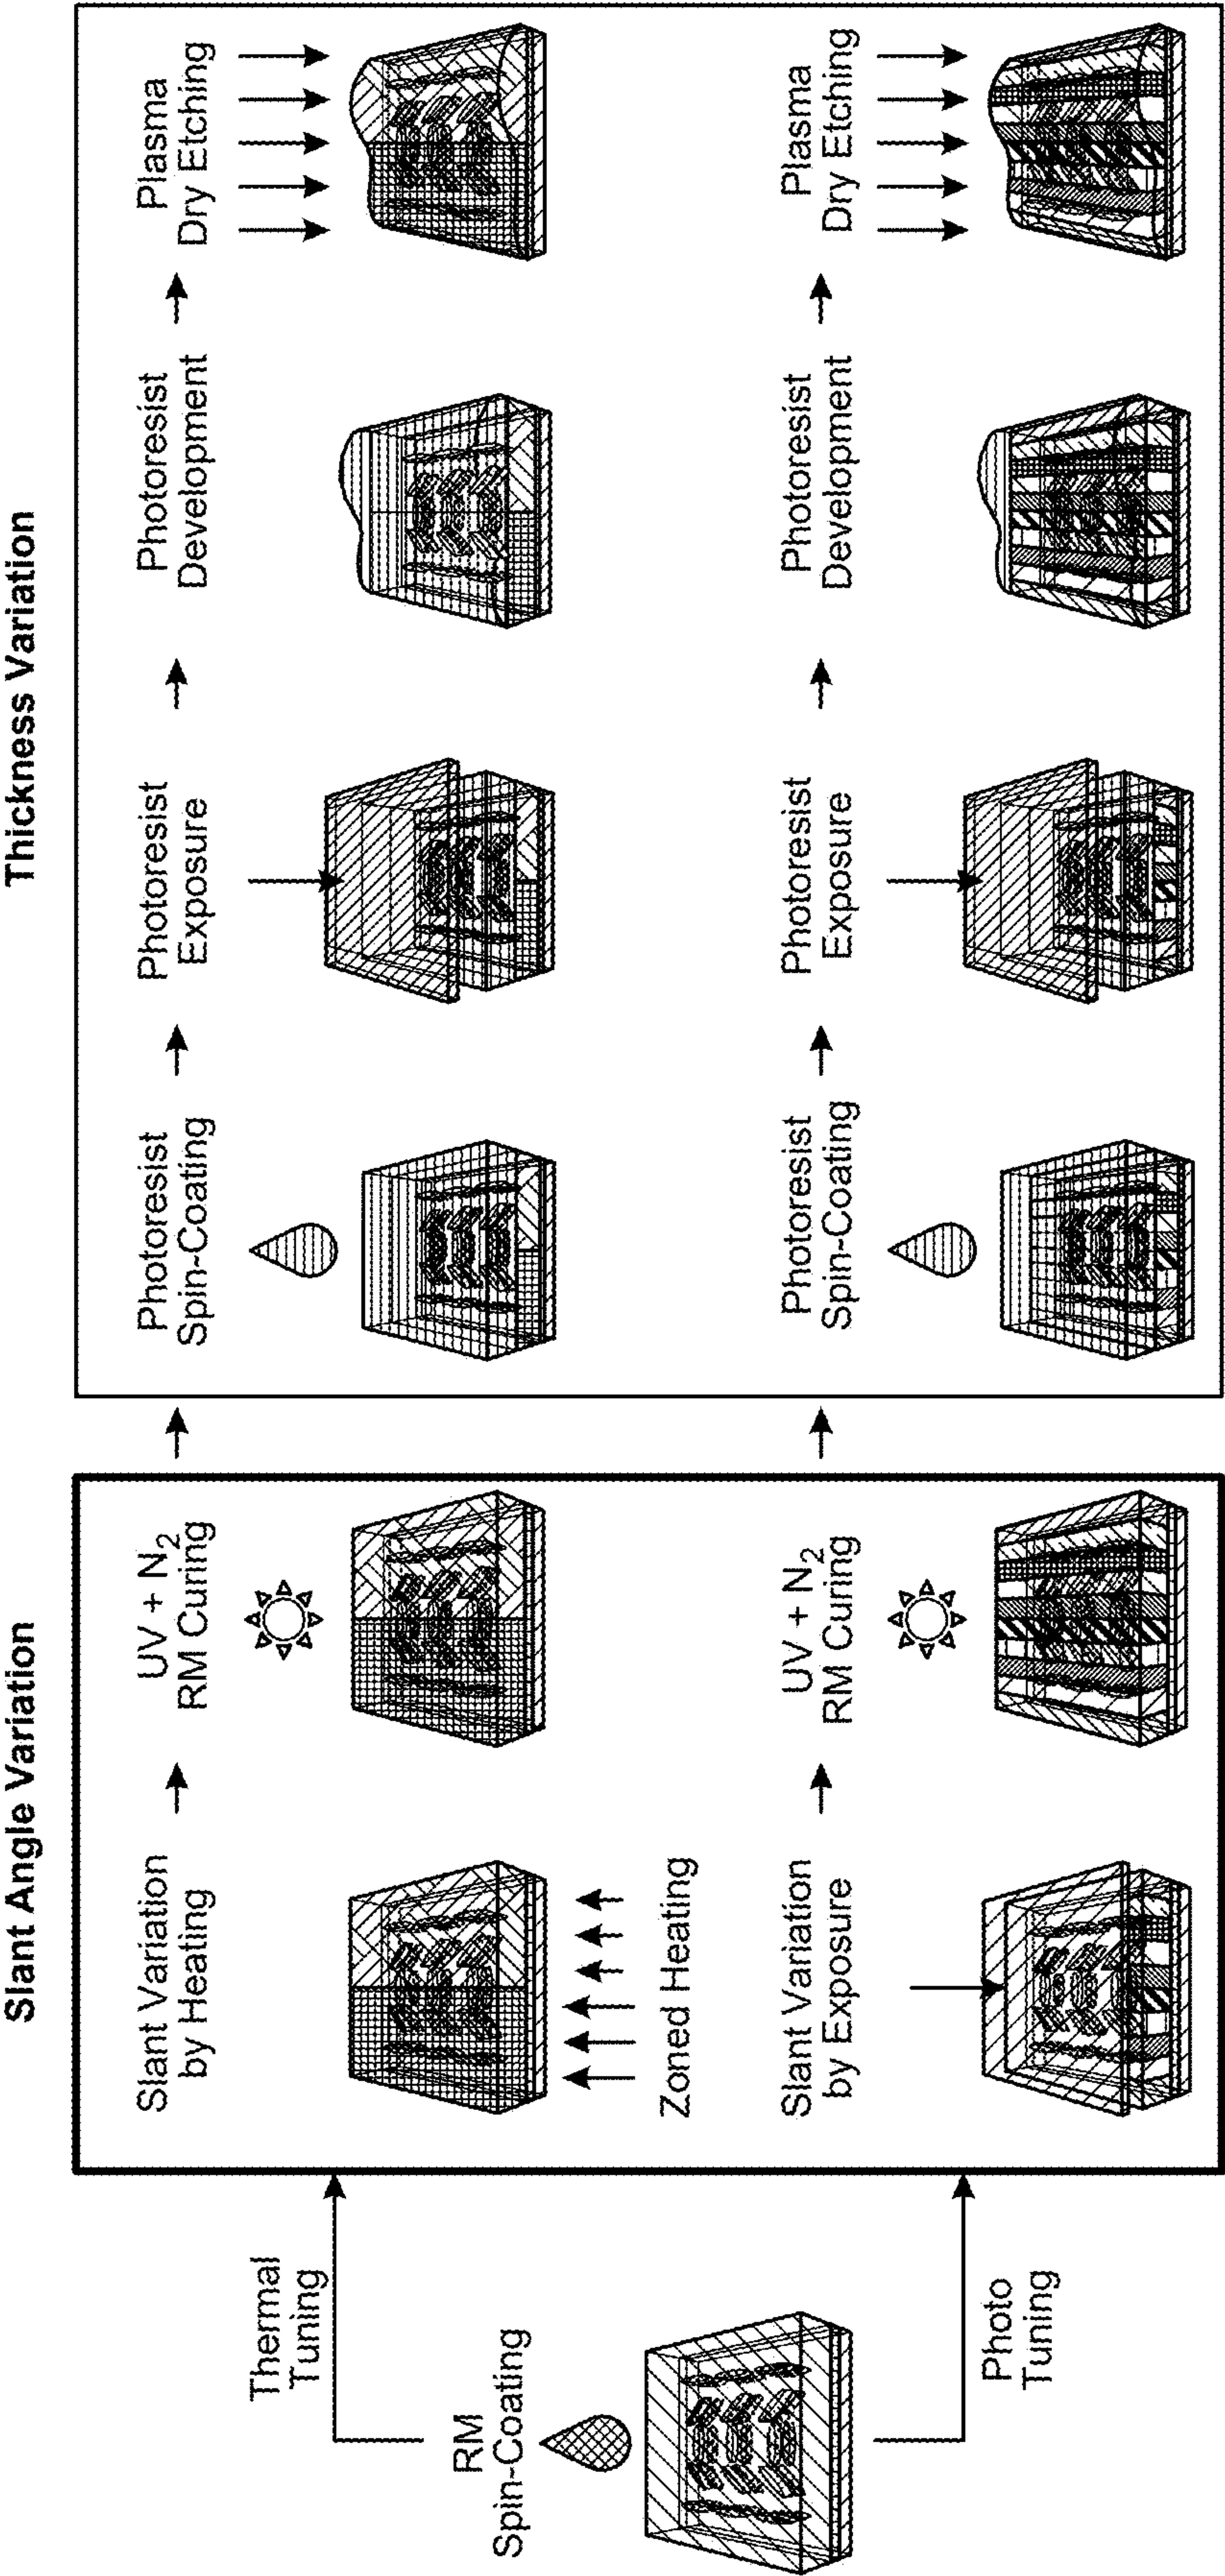 Slant Angle Variation
Thickness Variation
RM
Spin-Coating
Thermal
Tuning
Photo
Tuning
Slant Variation
by Heating
Zoned Heating
UV + N₂
RM Curing
Photoresist
Spin-Coating
Photoresist
Exposure
Photoresist
Development
Plasma
Dry Etching
Slant Variation
by Exposure
UV + N₂
RM Curing
Photoresist
Spin-Coating
Photoresist
Exposure
Photoresist
Development
Plasma
Dry Etching